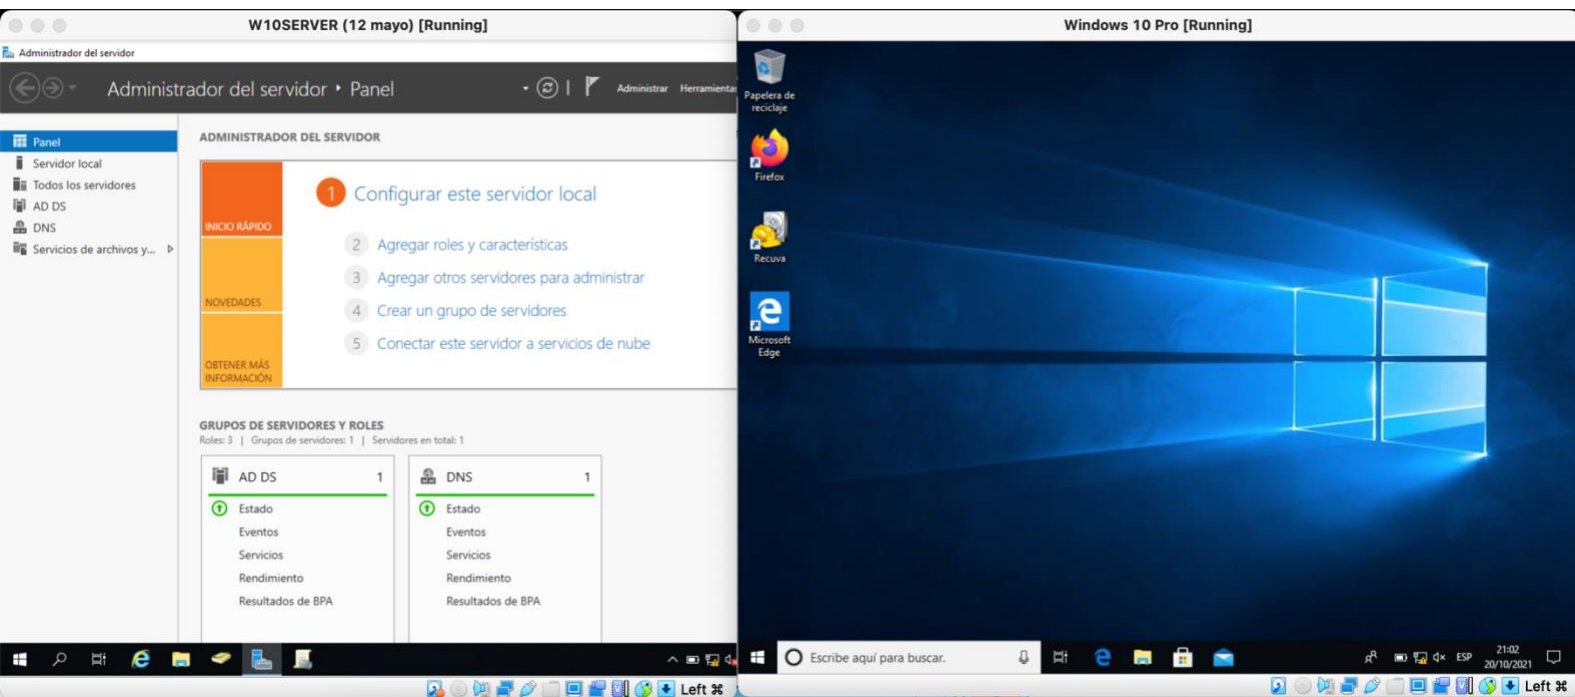 W10SERVER (12 mayo) [Running]
Administrador del servidor
Administrador del servidor • Panel
Administrar Herramientas
Panel
Servidor local
Todos los servidores
AD DS
DNS
Servicios de archivos y...
ADMINISTRADOR DEL SERVIDOR
INICIO RÁPIDO
NOVEDADES
OBTENER MÁS
INFORMACIÓN
1 Configurar este servidor local
2 Agregar roles y características
3 Agregar otros servidores para administrar
4 Crear un grupo de servidores
5 Conectar este servidor a servicios de nube
GRUPOS DE SERVIDORES Y ROLES
Roles: 3 | Grupos de servidores: 1 | Servidores en total: 1
AD DS 1
Estado
Eventos
Servicios
Rendimiento
Resultados de BPA
DNS 1
Estado
Eventos
Servicios
Rendimiento
Resultados de BPA
Left ⌘
Windows 10 Pro [Running]
Papelera de
reciclaje
Firefox
Recuva
Microsoft
Edge
Escribe aquí para buscar.
ESP
21:02
20/10/2021
Left ⌘